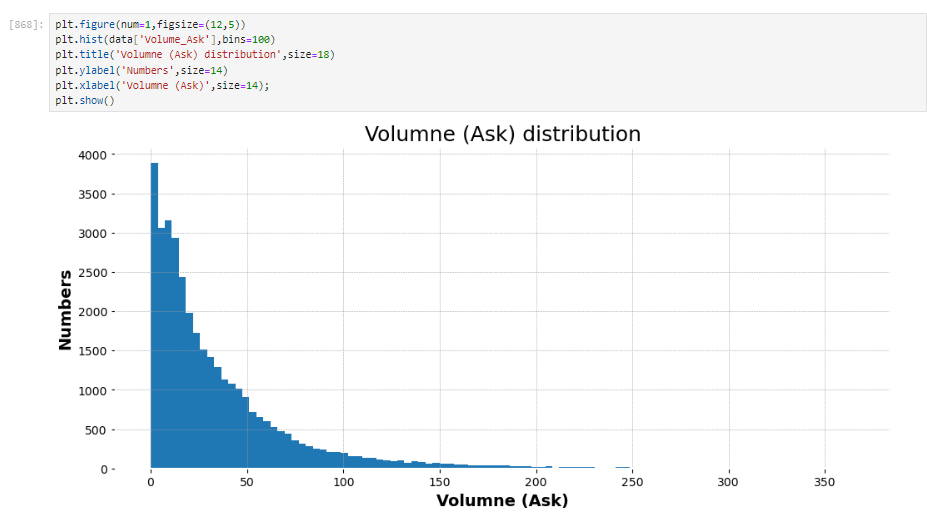 [868]: plt.figure(num=1,figsize=(12,5))
plt.hist(data['Volume_Ask'],bins=100)
plt.title('Volumne (Ask) distribution',size=18)
plt.ylabel('Numbers',size=14)
plt.xlabel('Volumne (Ask)',size=14);
plt.show()
Volumne (Ask) distribution
4000
3500
3000
2500
2000
1500
1000
500
0
Numbers
0 50 100 150 200 250 300 350
Volumne (Ask)